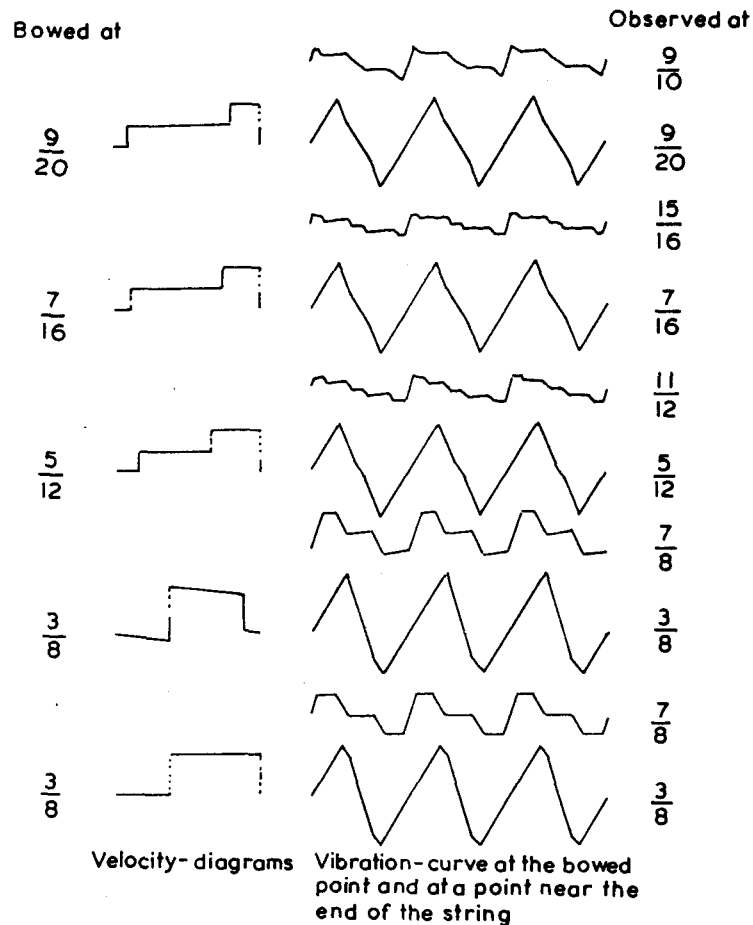 Bowed at
Observed at
9/10
9/20
9/20
15/16
7/16
7/16
11/12
5/12
5/12
7/8
3/8
3/8
7/8
3/8
3/8
Velocity-diagrams
Vibration-curve at the bowed
point and at a point near the
end of the string